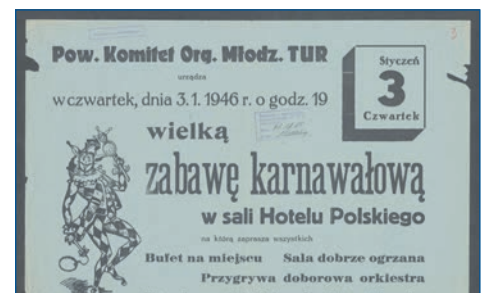 Pow. Komitet Org. Młodz. TUR
urządza
w czwartek, dnia 3. 1. 1946 r. o godz. 19
Styczeń
3
Czwartek
wielką
zabawę karnawałową
w sali Hotelu Polskiego
na którą zaprasza wszystkich
Bufet na miejscu Sala dobrze ogrzana
Przygrywa doborowa orkiestra